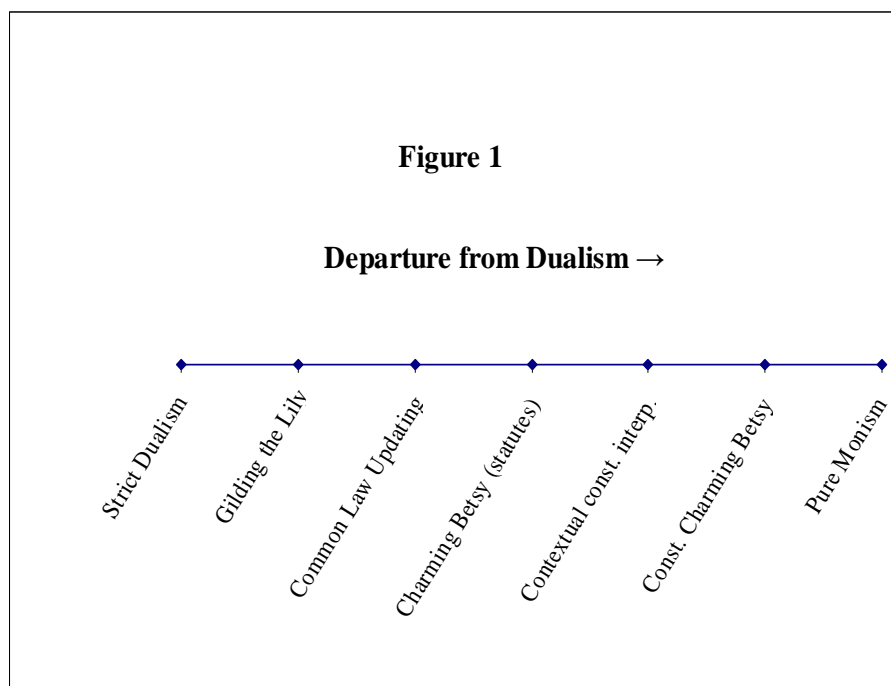 Figure 1
Departure from Dualism →
Strict Dualism
Gilding the Lily
Common Law Updating
Charming Betsy (statutes)
Contextual const. interp.
Const. Charming Betsy
Pure Monism